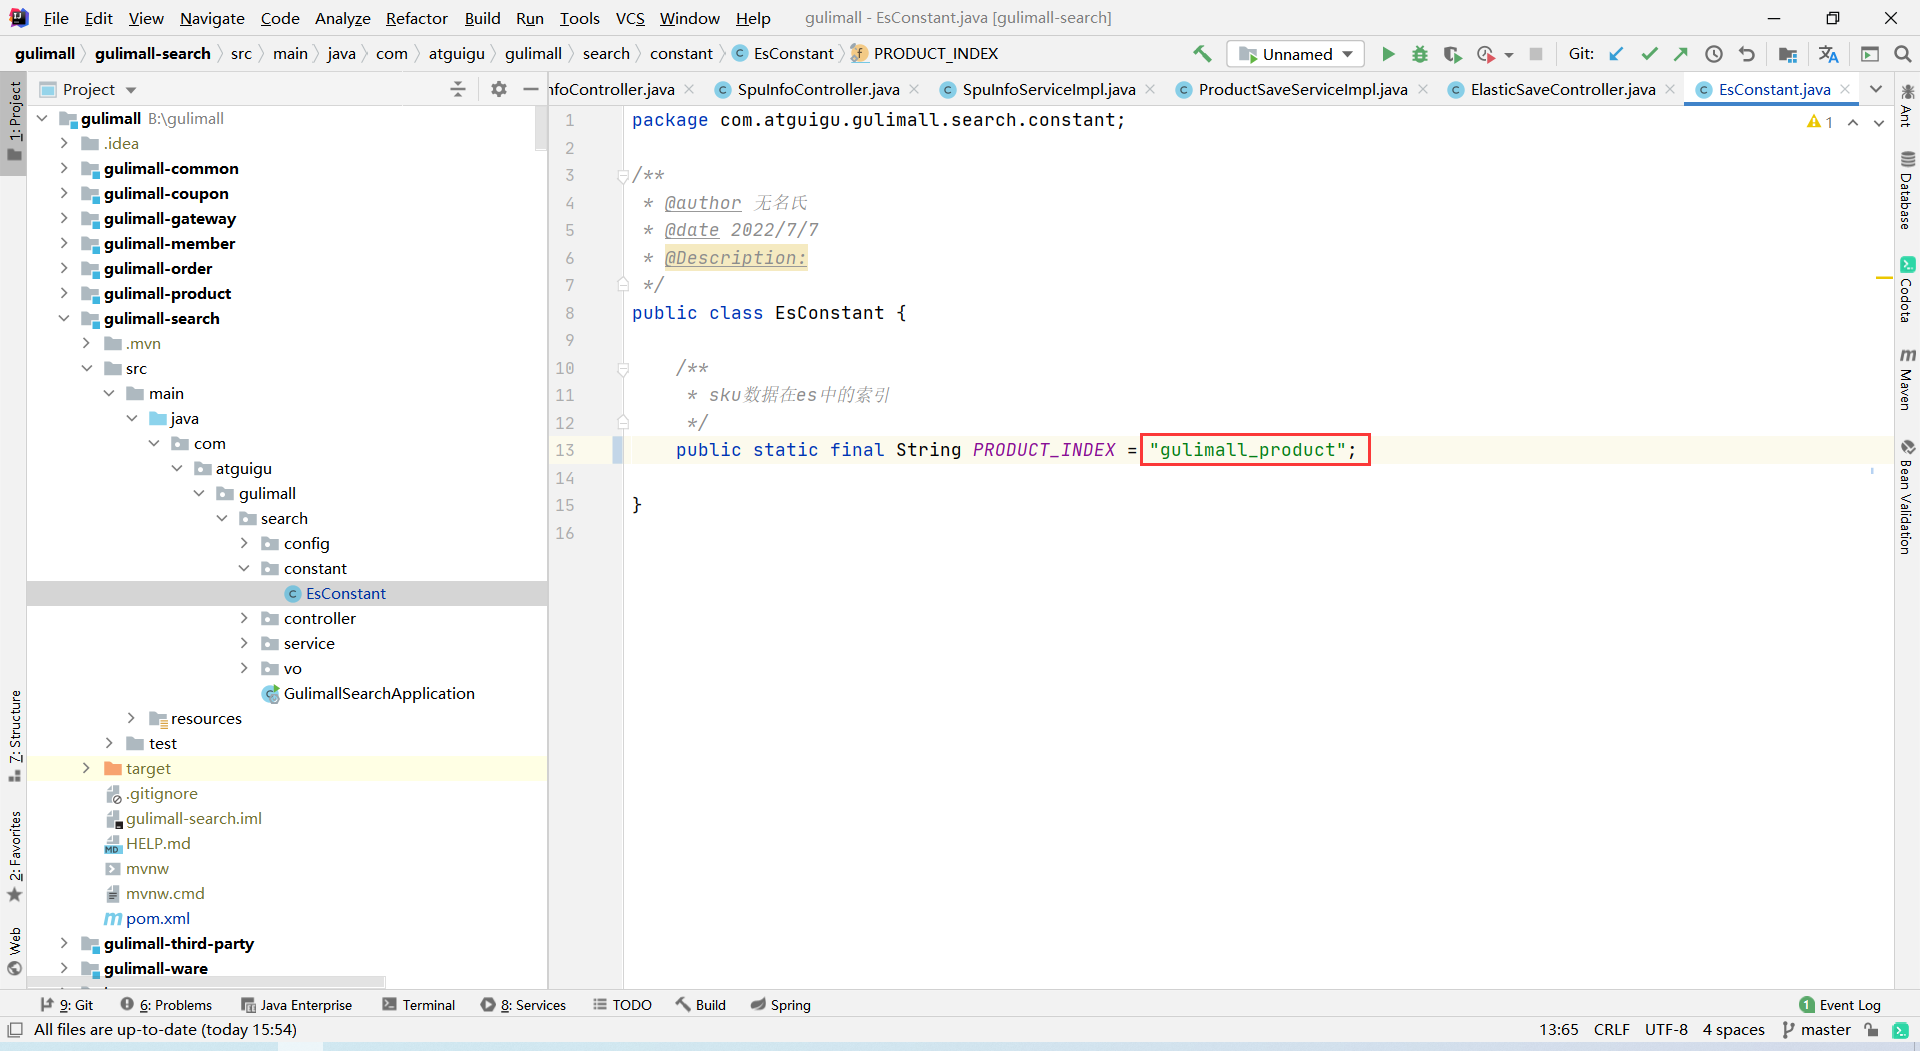 File Edit View Navigate Code Analyze Refactor Build Run Tools VCS Window Help gulimall - EsConstant.java [gulimall-search]
gulimall gulimall-search src main java com atguigu gulimall search constant EsConstant PRODUCT_INDEX Unnamed Git:
Project
nfoController.java SpuInfoController.java SpuInfoServiceImpl.java ProductSaveServiceImpl.java ElasticSaveController.java EsConstant.java
1: Project
7: Structure
2: Favorites
Web
gulimall B:\gulimall
.idea
gulimall-common
gulimall-coupon
gulimall-gateway
gulimall-member
gulimall-order
gulimall-product
gulimall-search
.mvn
src
main
java
com
atguigu
gulimall
search
config
constant
EsConstant
controller
service
vo
GulimallSearchApplication
resources
test
target
.gitignore
gulimall-search.iml
HELP.md
mvnw
mvnw.cmd
pom.xml
gulimall-third-party
gulimall-ware
1 package com.atguigu.gulimall.search.constant;
2
3 /**
4 * @author 无名氏
5 * @date 2022/7/7
6 * @Description:
7 */
8 public class EsConstant {
9
10 /**
11 * sku数据在es中的索引
12 */
13 public static final String PRODUCT_INDEX = "gulimall_product";
14
15 }
16
1
Ant
Database
Codota
Maven
Bean Validation
9: Git 6: Problems Java Enterprise Terminal 8: Services TODO Build Spring 1 Event Log
All files are up-to-date (today 15:54) 13:65 CRLF UTF-8 4 spaces master